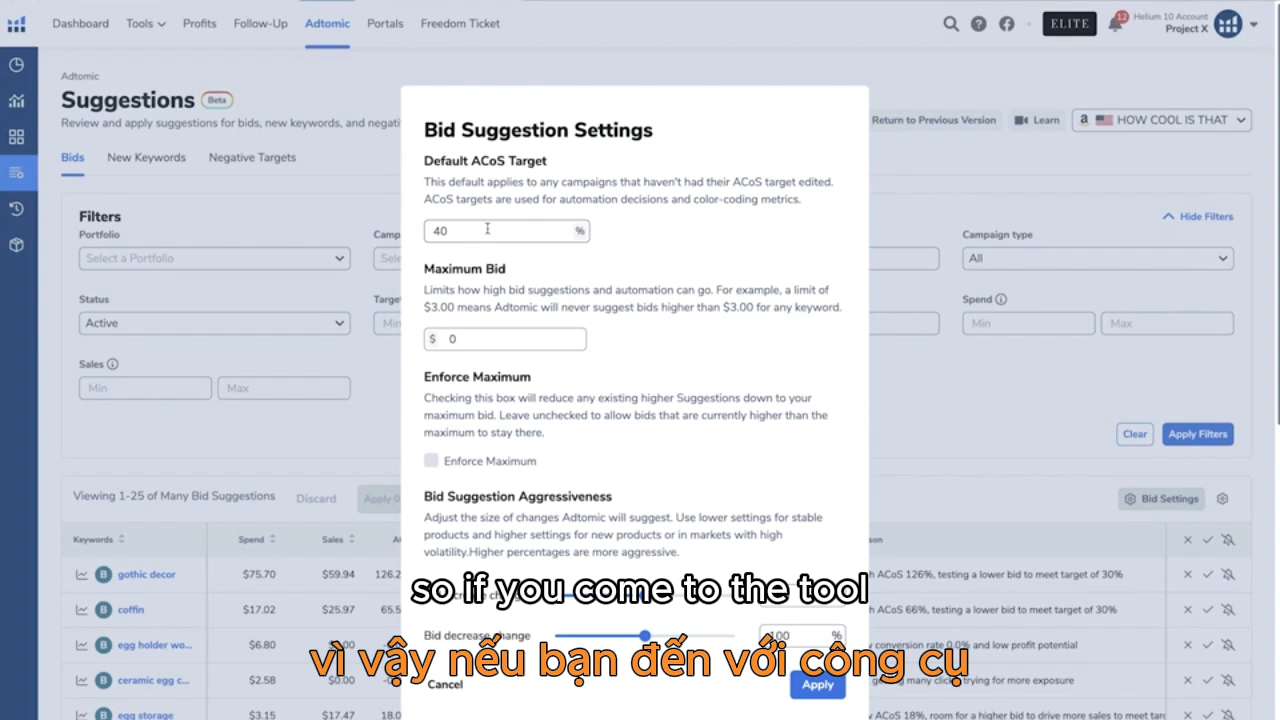 Dashboard Tools Profits Follow-Up Adtomic Portals Freedom Ticket
ELITE 12 Helium 10 Account
Project X
Adtomic
Suggestions Beta
Review and apply suggestions for bids, new keywords, and
Return to Previous Version Learn a HOW COOL IS THAT
Bids New Keywords Negative Targets
Filters
Hide Filters
Portfolio
Campaign type
Select a Portfolio
All
Status
Spend
Active
Min Max
Sales
Min Max
Clear Apply Filters
Viewing 1-25 of Many Bid Suggestions Discard Apply
Bid Settings
Keywords Spend Sales
gothic decor $75.70 $59.94 126.2
B
ACoS 126%, testing a lower bid to meet target of 30%
B coffin $17.02 $25.97 65.5
ACoS 66%, testing a lower bid to meet target of 30%
B egg holder wo... $6.80
conversion rate 0.0% and low profit potential
B ceramic egg c... $2.58 $0.00
many clicks, trying for more exposure
B egg storage $3.15 $17.47 18.0
ACoS 18%, room for a higher bid to drive more sales to meet
Bid Suggestion Settings
Default ACoS Target
This default applies to any campaigns that haven't had their ACoS target edited.
ACoS targets are used for automation decisions and color-coding metrics.
40 %
Maximum Bid
Limits how high bid suggestions and automation can go. For example, a limit of
$3.00 means Adtomic will never suggest bids higher than $3.00 for any keyword.
$ 0
Enforce Maximum
Checking this box will reduce any existing higher Suggestions down to your
maximum bid. Leave unchecked to allow bids that are currently higher than the
maximum to stay there.
Enforce Maximum
Bid Suggestion Aggressiveness
Adjust the size of changes Adtomic will suggest. Use lower settings for stable
products and higher settings for new products or in markets with high
volatility.Higher percentages are more aggressive.
so if you come to the tool
Bid decrease change 100 %
vì vậy nếu bạn đến với công cụ
Cancel Apply